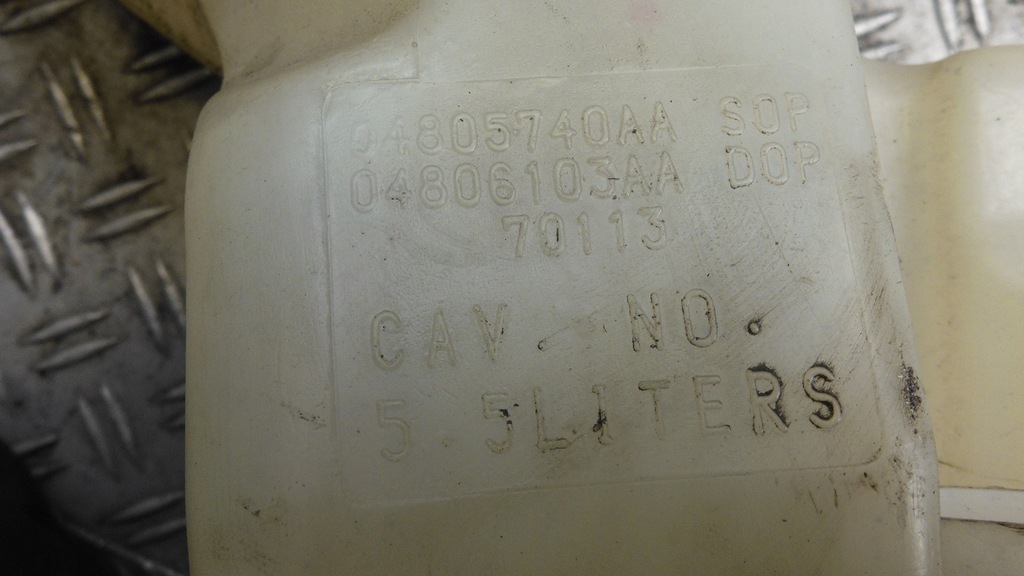 04805740AA SOP
04806103AA DOP
70113
CAV. NO.
5.5LITERS